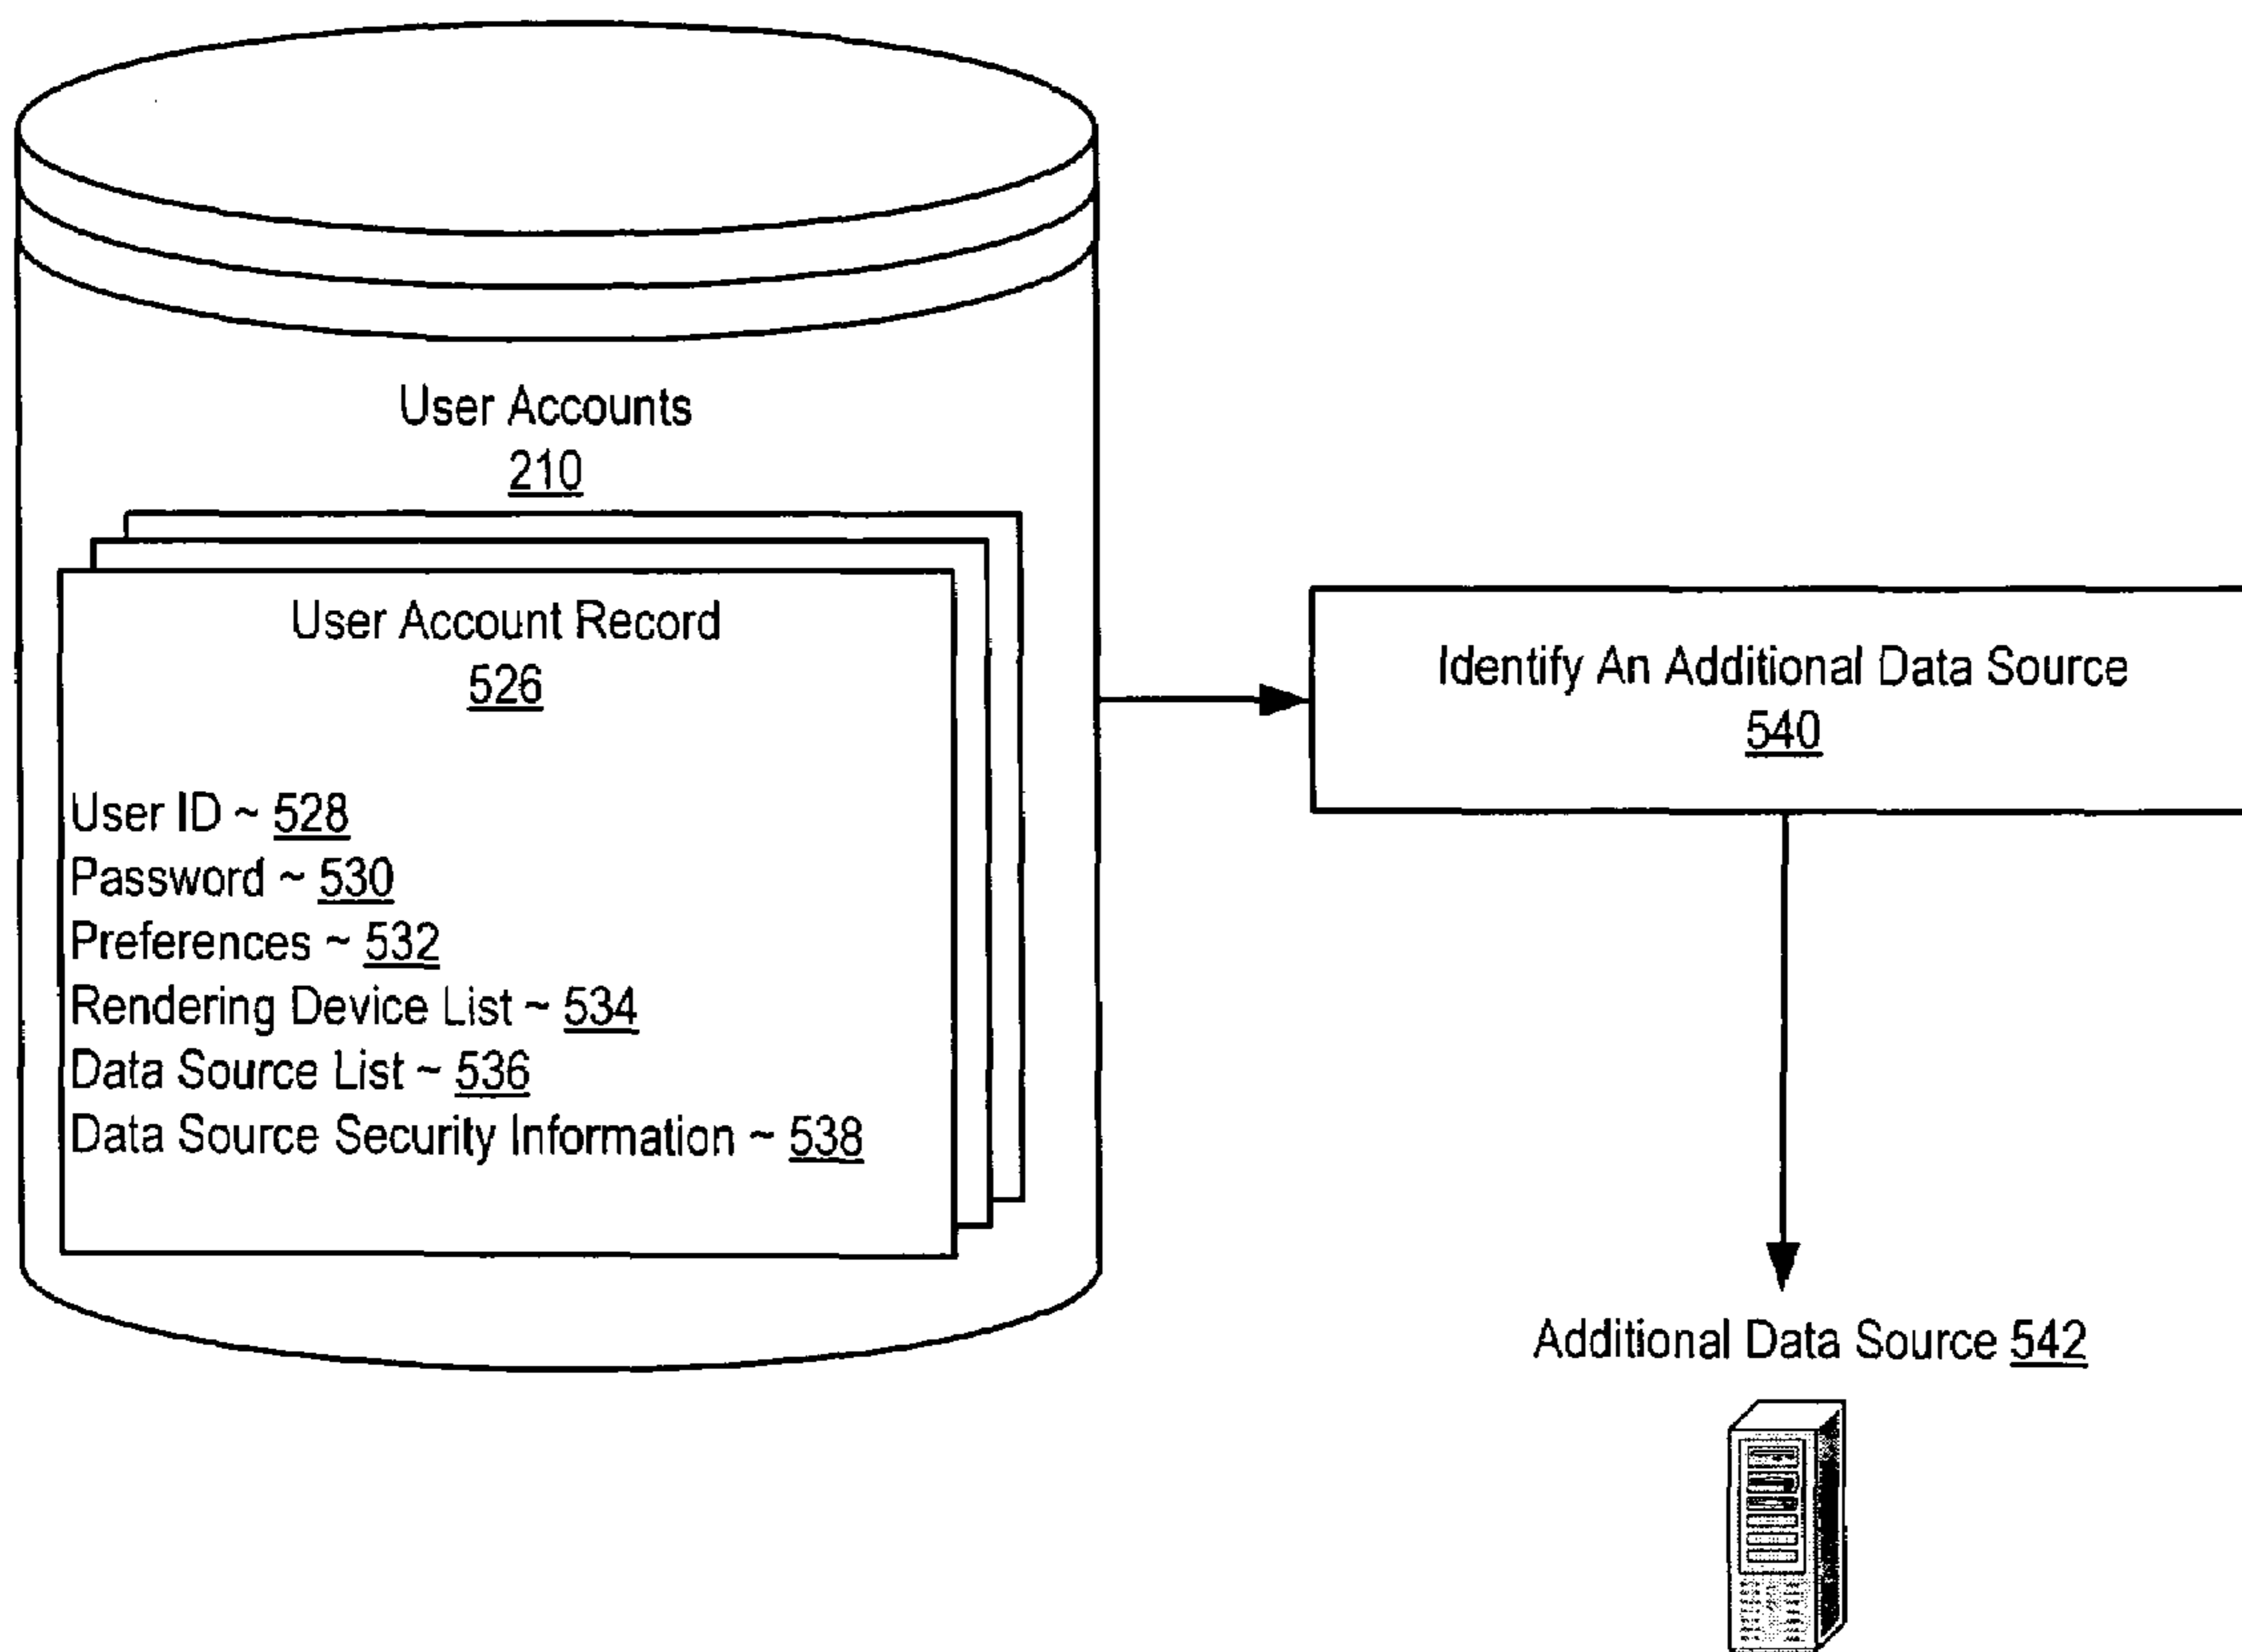 User Accounts
210
User Account Record
526
User ID ~ 528
Password ~ 530
Preferences ~ 532
Rendering Device List ~ 534
Data Source List ~ 536
Data Source Security Information ~ 538
Identify An Additional Data Source
540
Additional Data Source 542